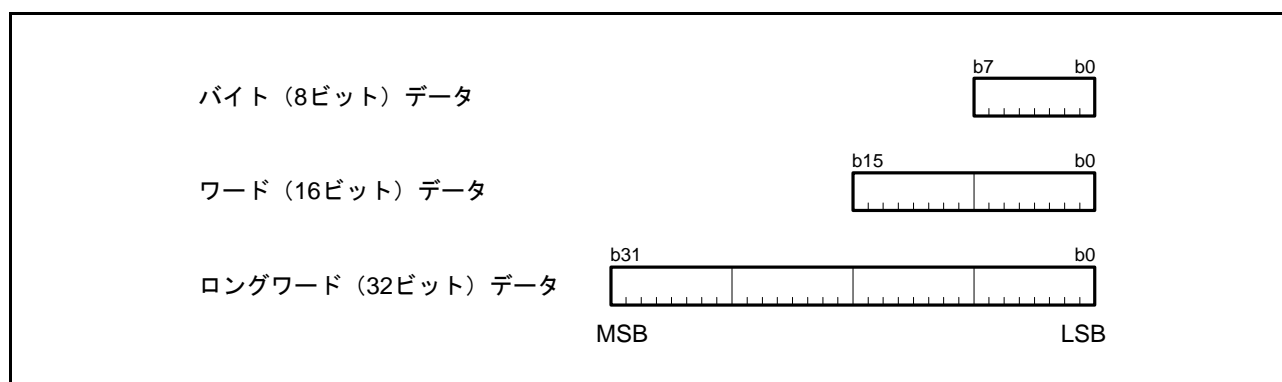 b7 b0
バイト（8ビット）データ
b15 b0
ワード（16ビット）データ
b31 b0
ロングワード（32ビット）データ
MSB LSB